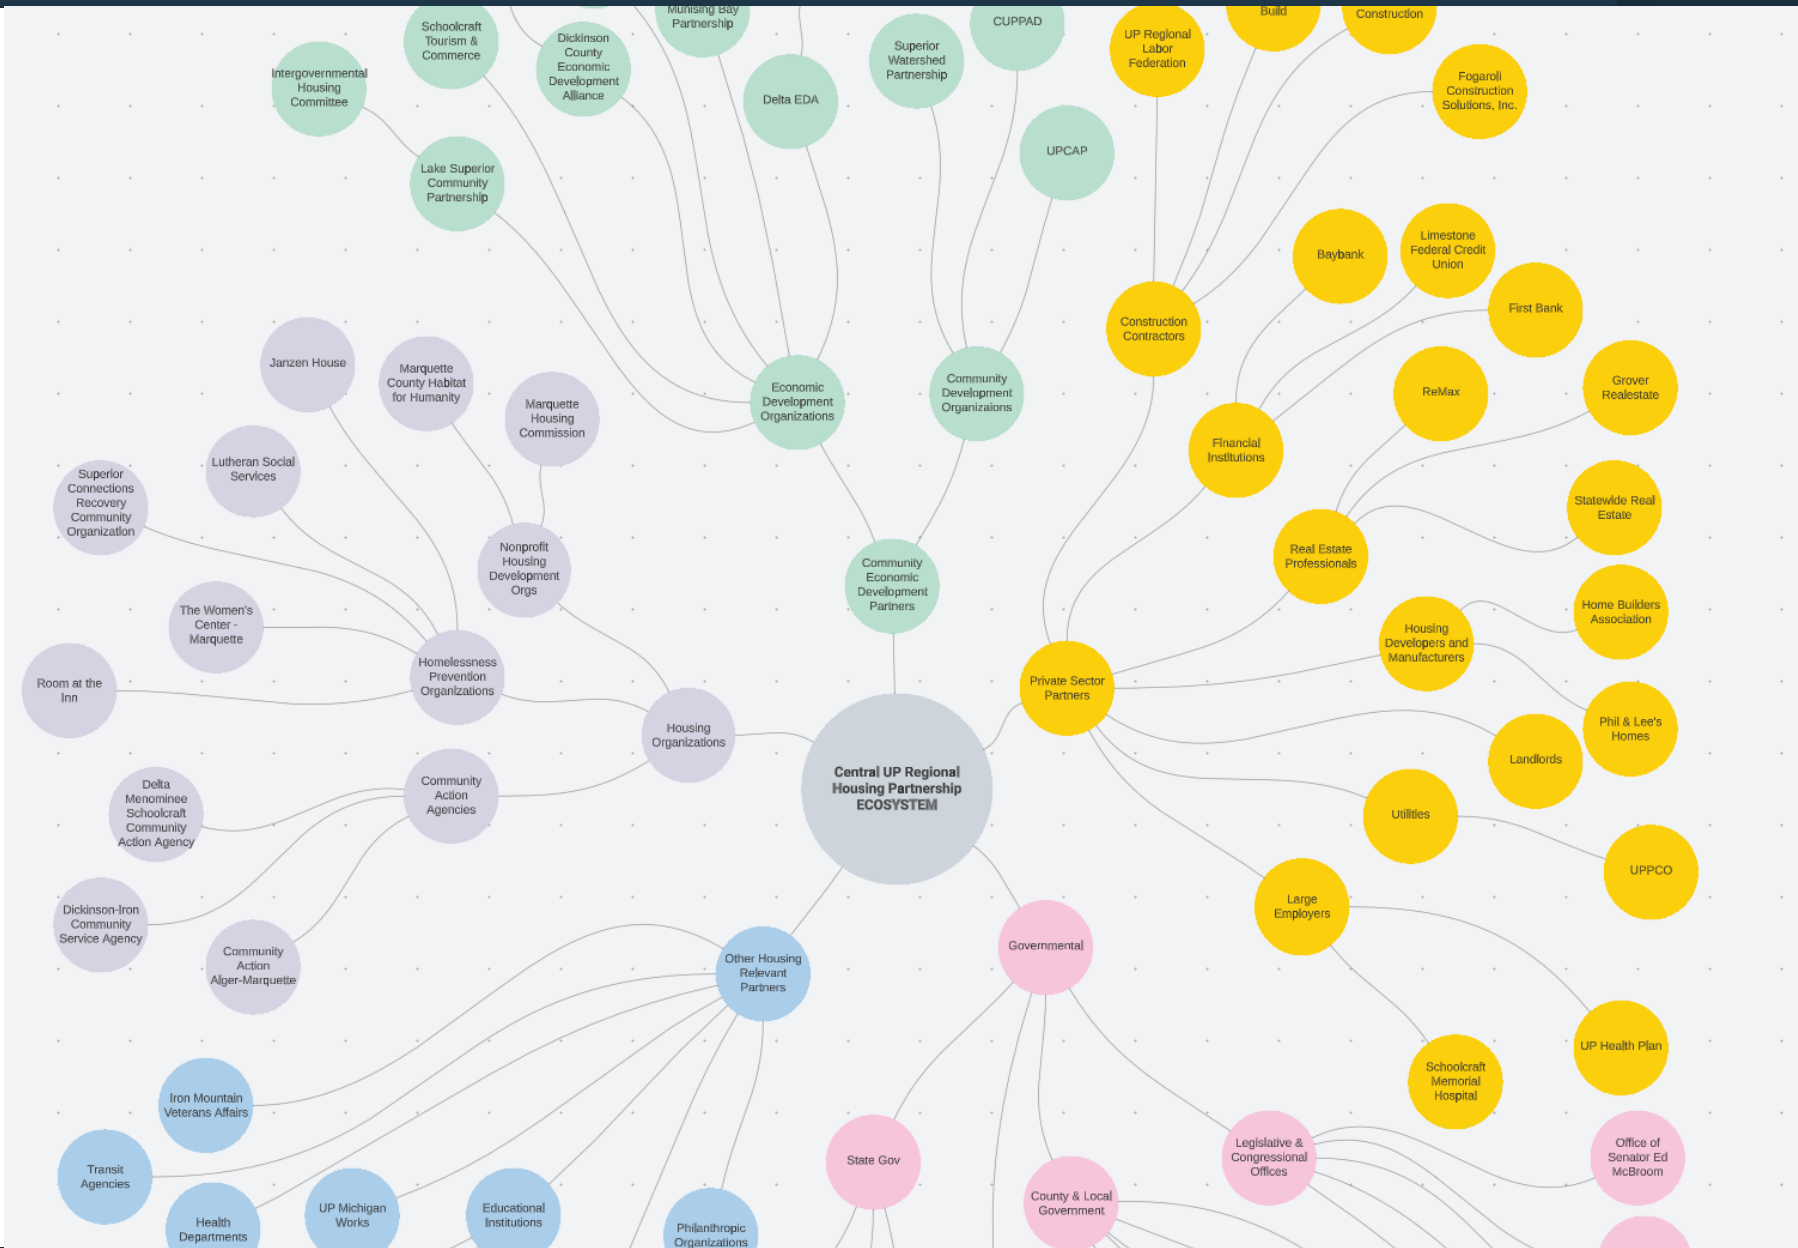 Munising Bay
Partnership
Schoolcraft
Tourism &
Commerce
Dickinson
County
Economic
Development
Alliance
Intergovernmental
Housing
Committee
Delta EDA
Superior
Watershed
Partnership
CUPPAD
UPCAP
Lake Superior
Community
Partnership
UP Regional
Labor
Federation
Build
Construction
Fogaroli
Construction
Solutions, Inc.
Baybank
Limestone
Federal Credit
Union
First Bank
Construction
Contractors
ReMax
Grover
Realestate
Financial
Institutions
Statewide Real
Estate
Real Estate
Professionals
Home Builders
Association
Housing
Developers and
Manufacturers
Phil & Lee's
Homes
Private Sector
Partners
Landlords
Utilities
UPPCO
Large
Employers
UP Health Plan
Schoolcraft
Memorial
Hospital
Economic
Development
Organizations
Community
Development
Organizaions
Community
Economic
Development
Partners
Janzen House
Marquette
County Habitat
for Humanity
Marquette
Housing
Commission
Lutheran Social
Services
Superior
Connections
Recovery
Community
Organization
Nonprofit
Housing
Development
Orgs
The Women's
Center -
Marquette
Homelessness
Prevention
Organizations
Room at the
Inn
Housing
Organizations
Community
Action
Agencies
Delta
Menominee
Schoolcraft
Community
Action Agency
Dickinson-Iron
Community
Service Agency
Community
Action
Alger-Marquette
Central UP Regional
Housing Partnership
ECOSYSTEM
Other Housing
Relevant
Partners
Iron Mountain
Veterans Affairs
Transit
Agencies
Health
Departments
UP Michigan
Works
Educational
Institutions
Philanthropic
Organizations
Governmental
State Gov
County & Local
Government
Legislative &
Congressional
Offices
Office of
Senator Ed
McBroom